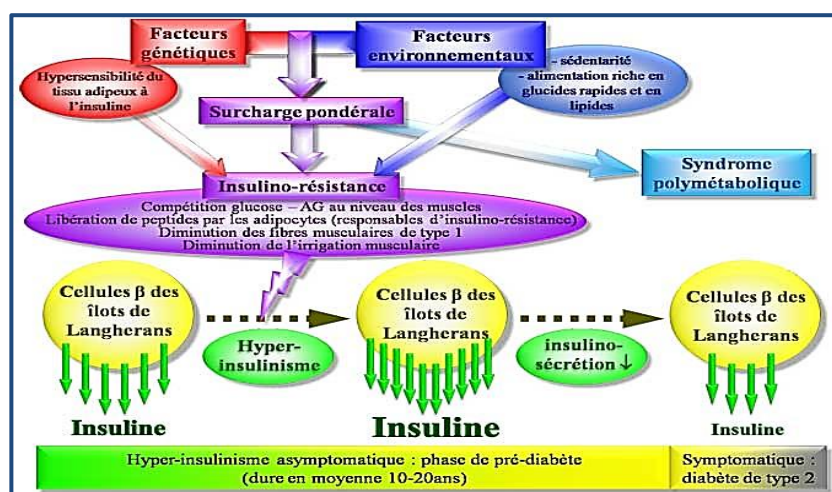 Facteurs
génétiques
Facteurs
environnementaux
Hypersensibilité du
tissu adipeux à
l'insuline
- sédentarité
- alimentation riche en
glucides rapides et en
lipides
Surcharge pondérale
Syndrome
polymétabolique
Insulino-résistance
Compétition glucose – AG au niveau des muscles
Libération de peptides par les adipocytes (responsables d'insulino-résistance)
Diminution des fibres musculaires de type 1
Diminution de l'irrigation musculaire
Cellules β des
îlots de
Langherans
Hyper-
insulinisme
Cellules β des
îlots de
Langherans
insulino-
sécrétion ↓
Cellules β des
îlots de
Langherans
Insuline
Insuline
Insuline
Hyper-insulinisme asymptomatique : phase de pré-diabète
(dure en moyenne 10-20ans)
Symptomatique :
diabète de type 2